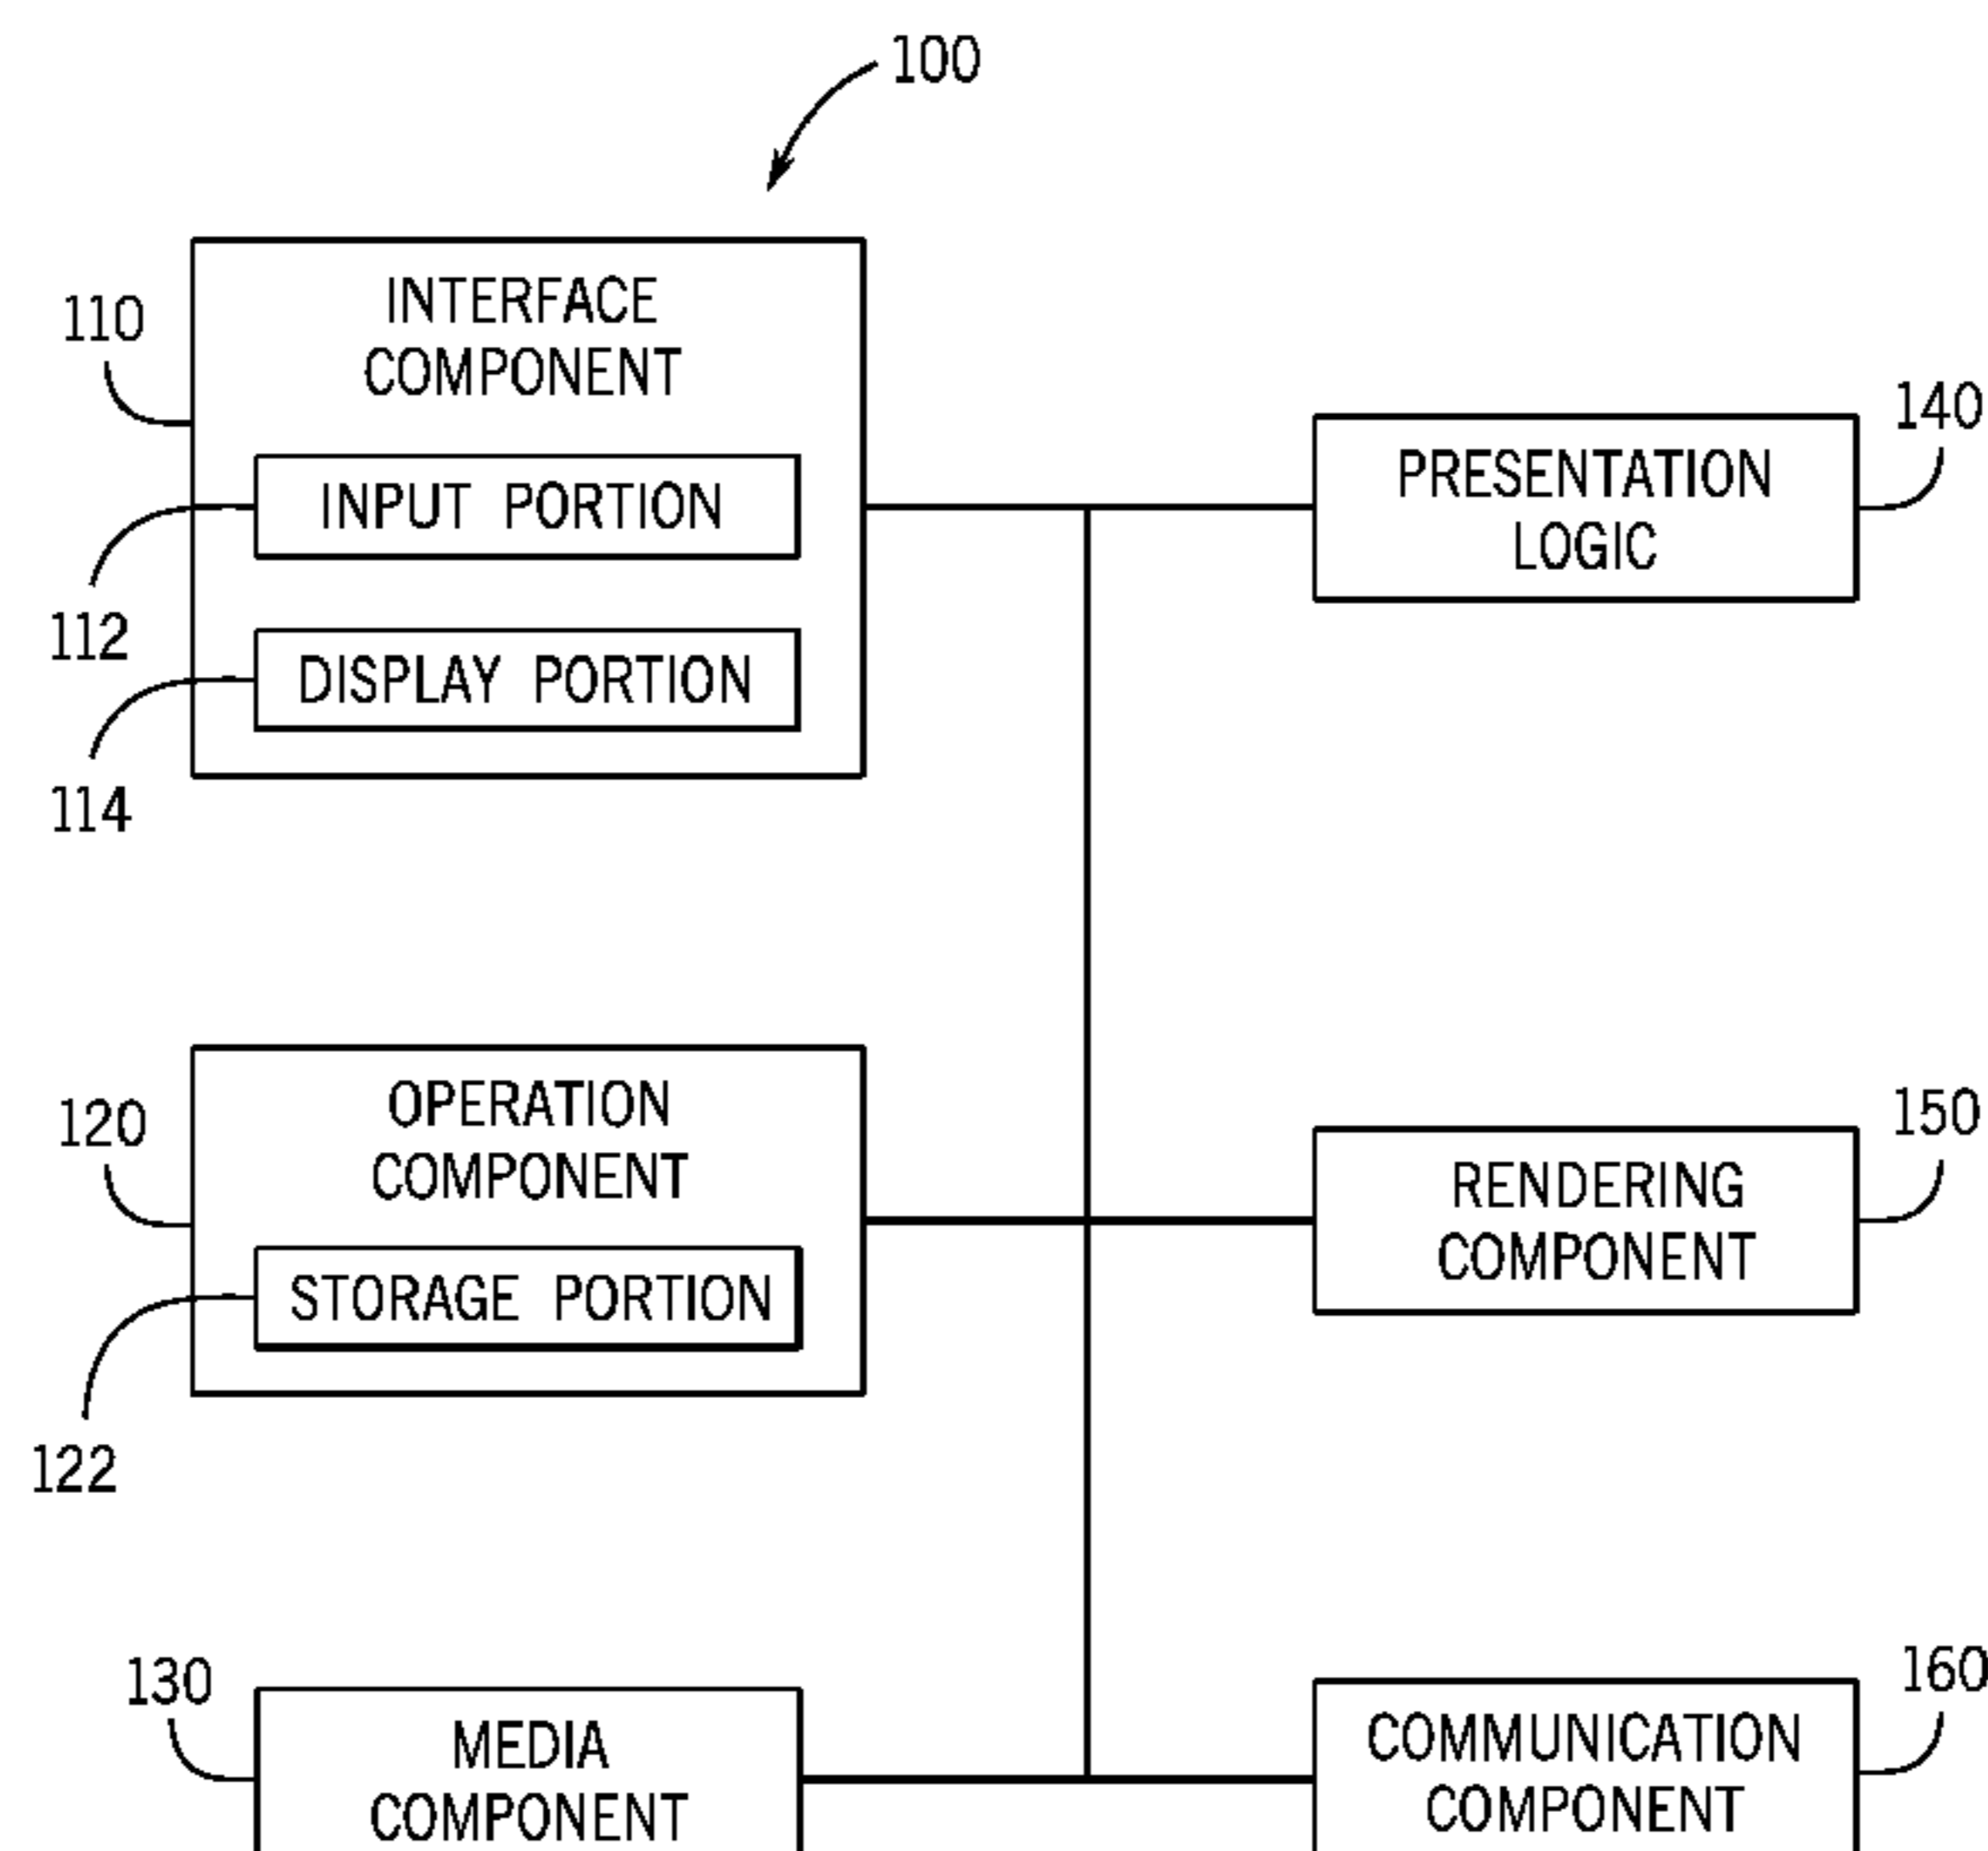 100
110
INTERFACE
COMPONENT
INPUT PORTION
112
DISPLAY PORTION
114
140
PRESENTATION
LOGIC
120
OPERATION
COMPONENT
STORAGE PORTION
122
150
RENDERING
COMPONENT
130
MEDIA
COMPONENT
160
COMMUNICATION
COMPONENT